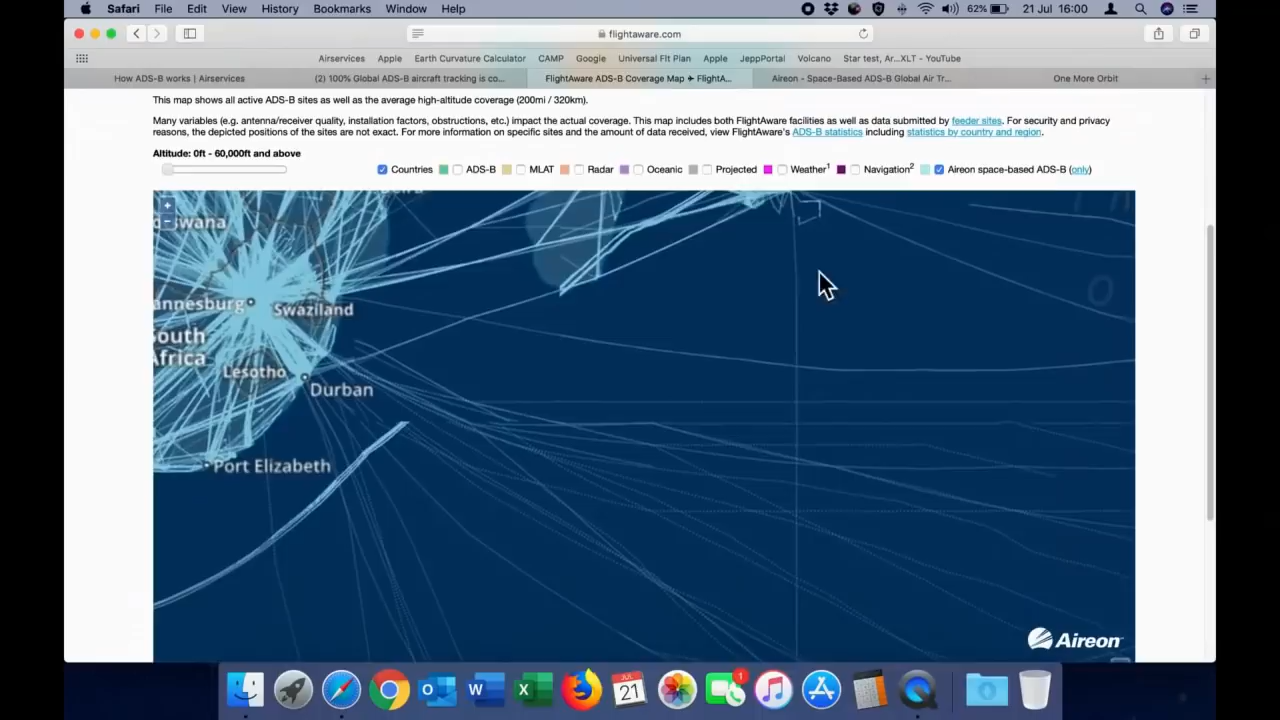 Safari File Edit View History Bookmarks Window Help 62% 21 Jul 16:00
flightaware.com
Airservices Apple Earth Curvature Calculator CAMP Google Universal Flt Plan Apple JeppPortal Volcano Star test, Ar...XLT - YouTube
How ADS-B works | Airservices (2) 100% Global ADS-B aircraft tracking is co... FlightAware ADS-B Coverage Map ✈ FlightA... Aireon - Space-Based ADS-B Global Air Tr... One More Orbit
This map shows all active ADS-B sites as well as the average high-altitude coverage (200mi / 320km).
Many variables (e.g. antenna/receiver quality, installation factors, obstructions, etc.) impact the actual coverage. This map includes both FlightAware facilities as well as data submitted by feeder sites. For security and privacy
reasons, the depicted positions of the sites are not exact. For more information on specific sites and the amount of data received, view FlightAware's ADS-B statistics including statistics by country and region.
Altitude: 0ft - 60,000ft and above
Countries ADS-B MLAT Radar Oceanic Projected Weather¹ Navigation² Aireon space-based ADS-B (only)
+
−
swana
annesburg
Swaziland
South
Africa
Lesotho
Durban
Port Elizabeth
O
Aireon
1
JUL
21
W
X